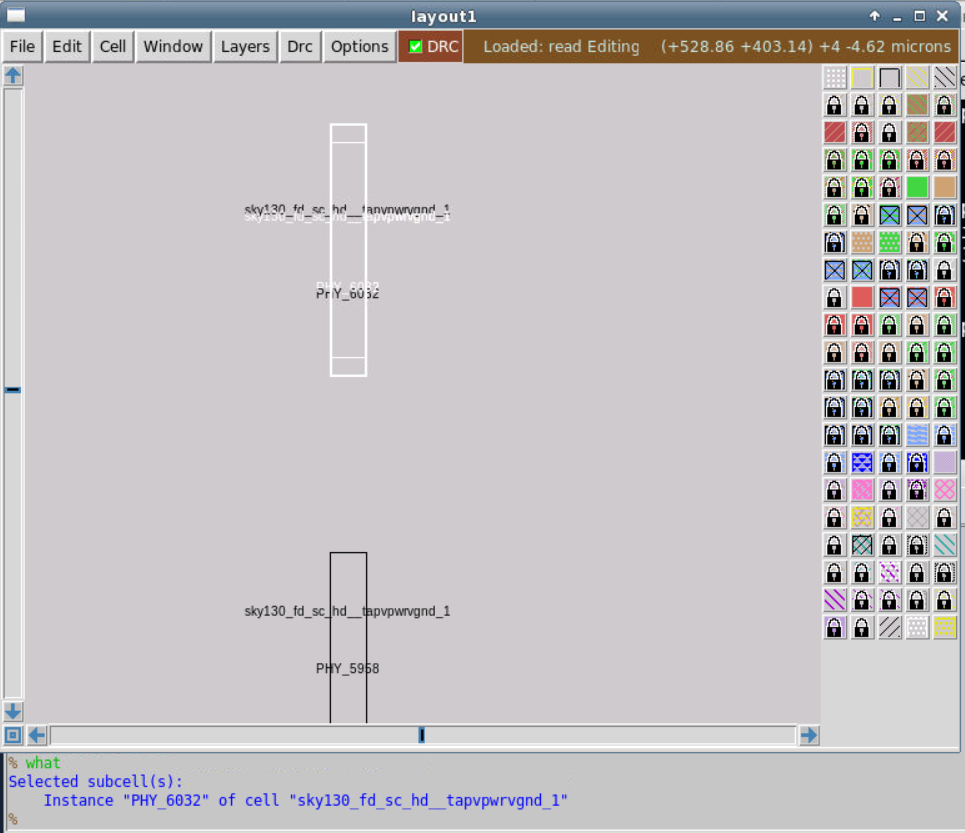 layout1
File Edit Cell Window Layers Drc Options DRC Loaded: read Editing (+528.86 +403.14) +4 -4.62 microns
sky130_fd_sc_hd__tapvpwrvgnd_1
sky130_fd_sc_hd__tapvpwrvgnd_1
PHY_6032
PHY_6032
sky130_fd_sc_hd__tapvpwrvgnd_1
PHY_5958
% what
Selected subcell(s):
Instance "PHY_6032" of cell "sky130_fd_sc_hd__tapvpwrvgnd_1"
%